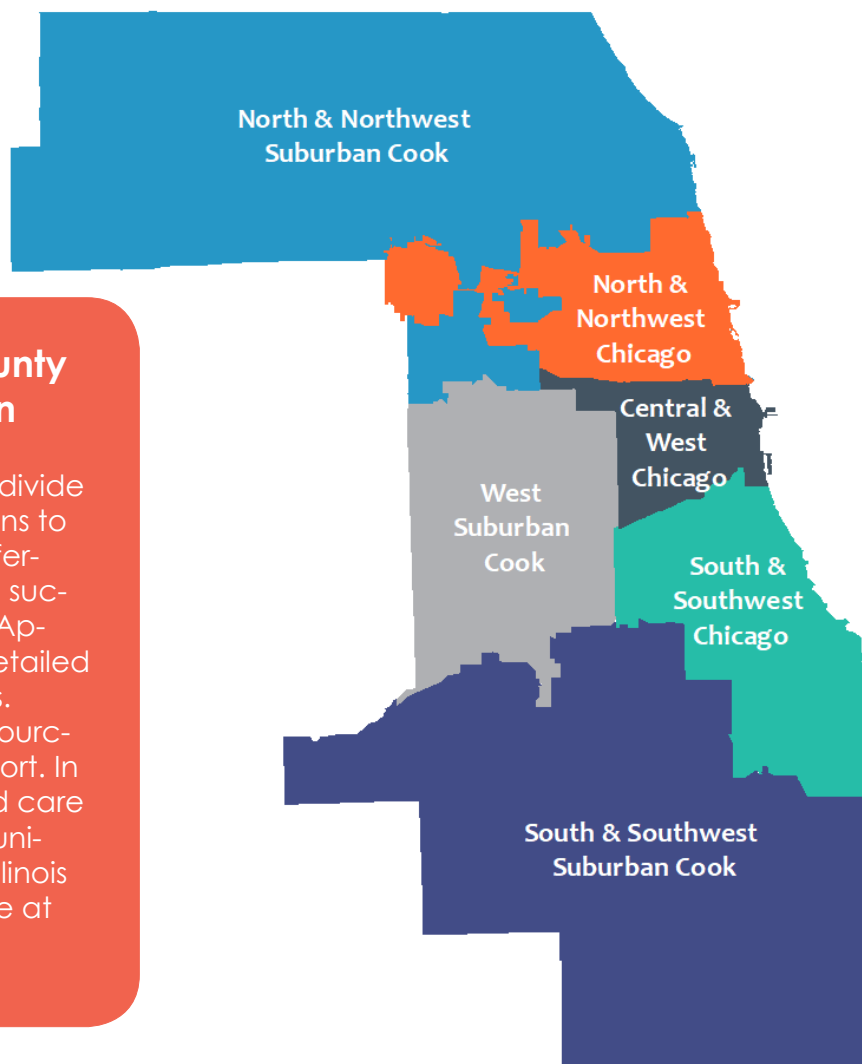 North & Northwest
Suburban Cook
North &
Northwest
Chicago
Central &
West
Chicago
West
Suburban
Cook
South &
Southwest
Chicago
South & Southwest
Suburban Cook
unty
n
divide
ns to
fer-
suc-
Ap-
etailed
s.
ourc-
ort. In
d care
uni-
linois
e at